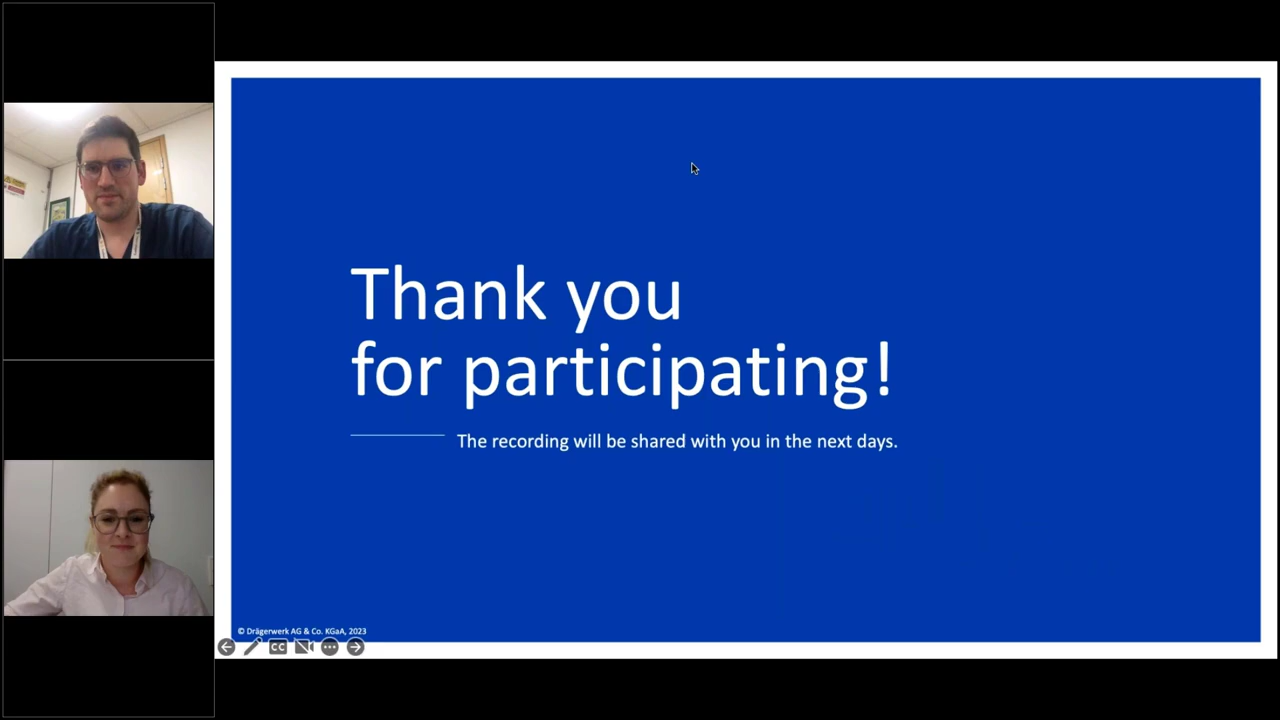 Thank you
for participating!
The recording will be shared with you in the next days.
© Drägerwerk AG & Co. KGaA, 2023
CC